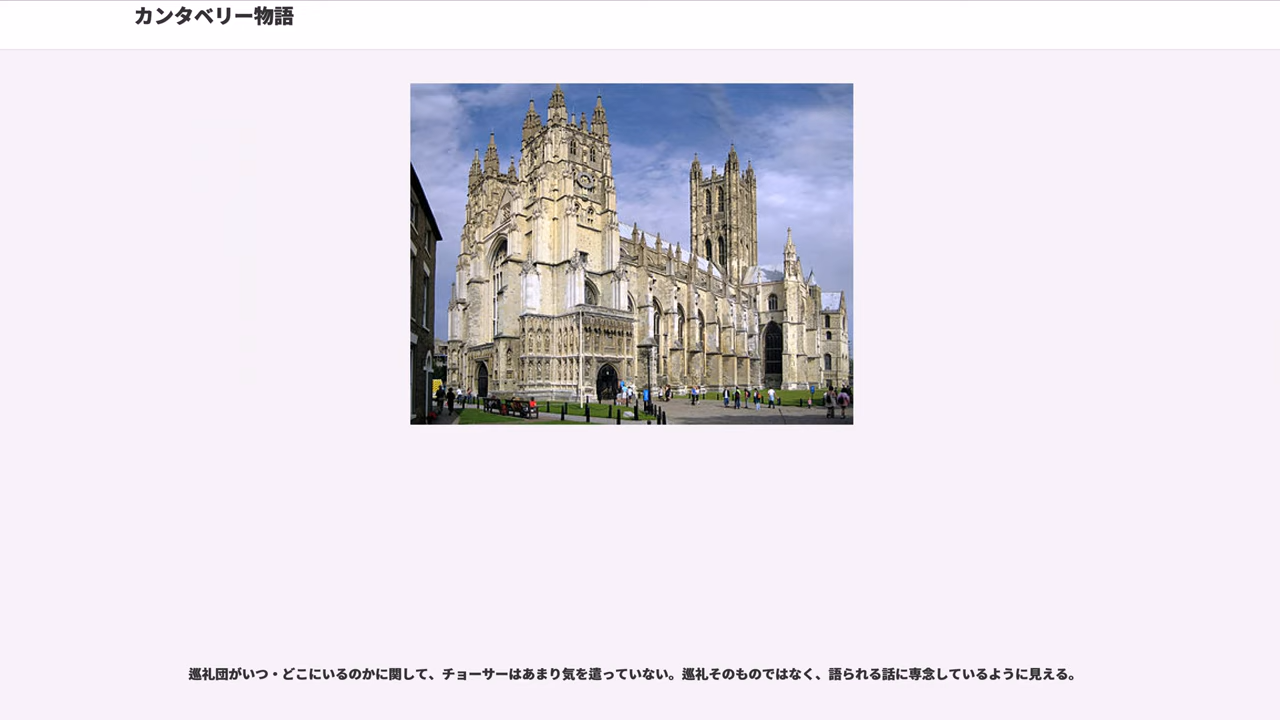 カンタベリー物語
巡礼団がいつ・どこにいるのかに関して、チョーサーはあまり気を遣っていない。巡礼そのものではなく、語られる話に専念しているように見える。